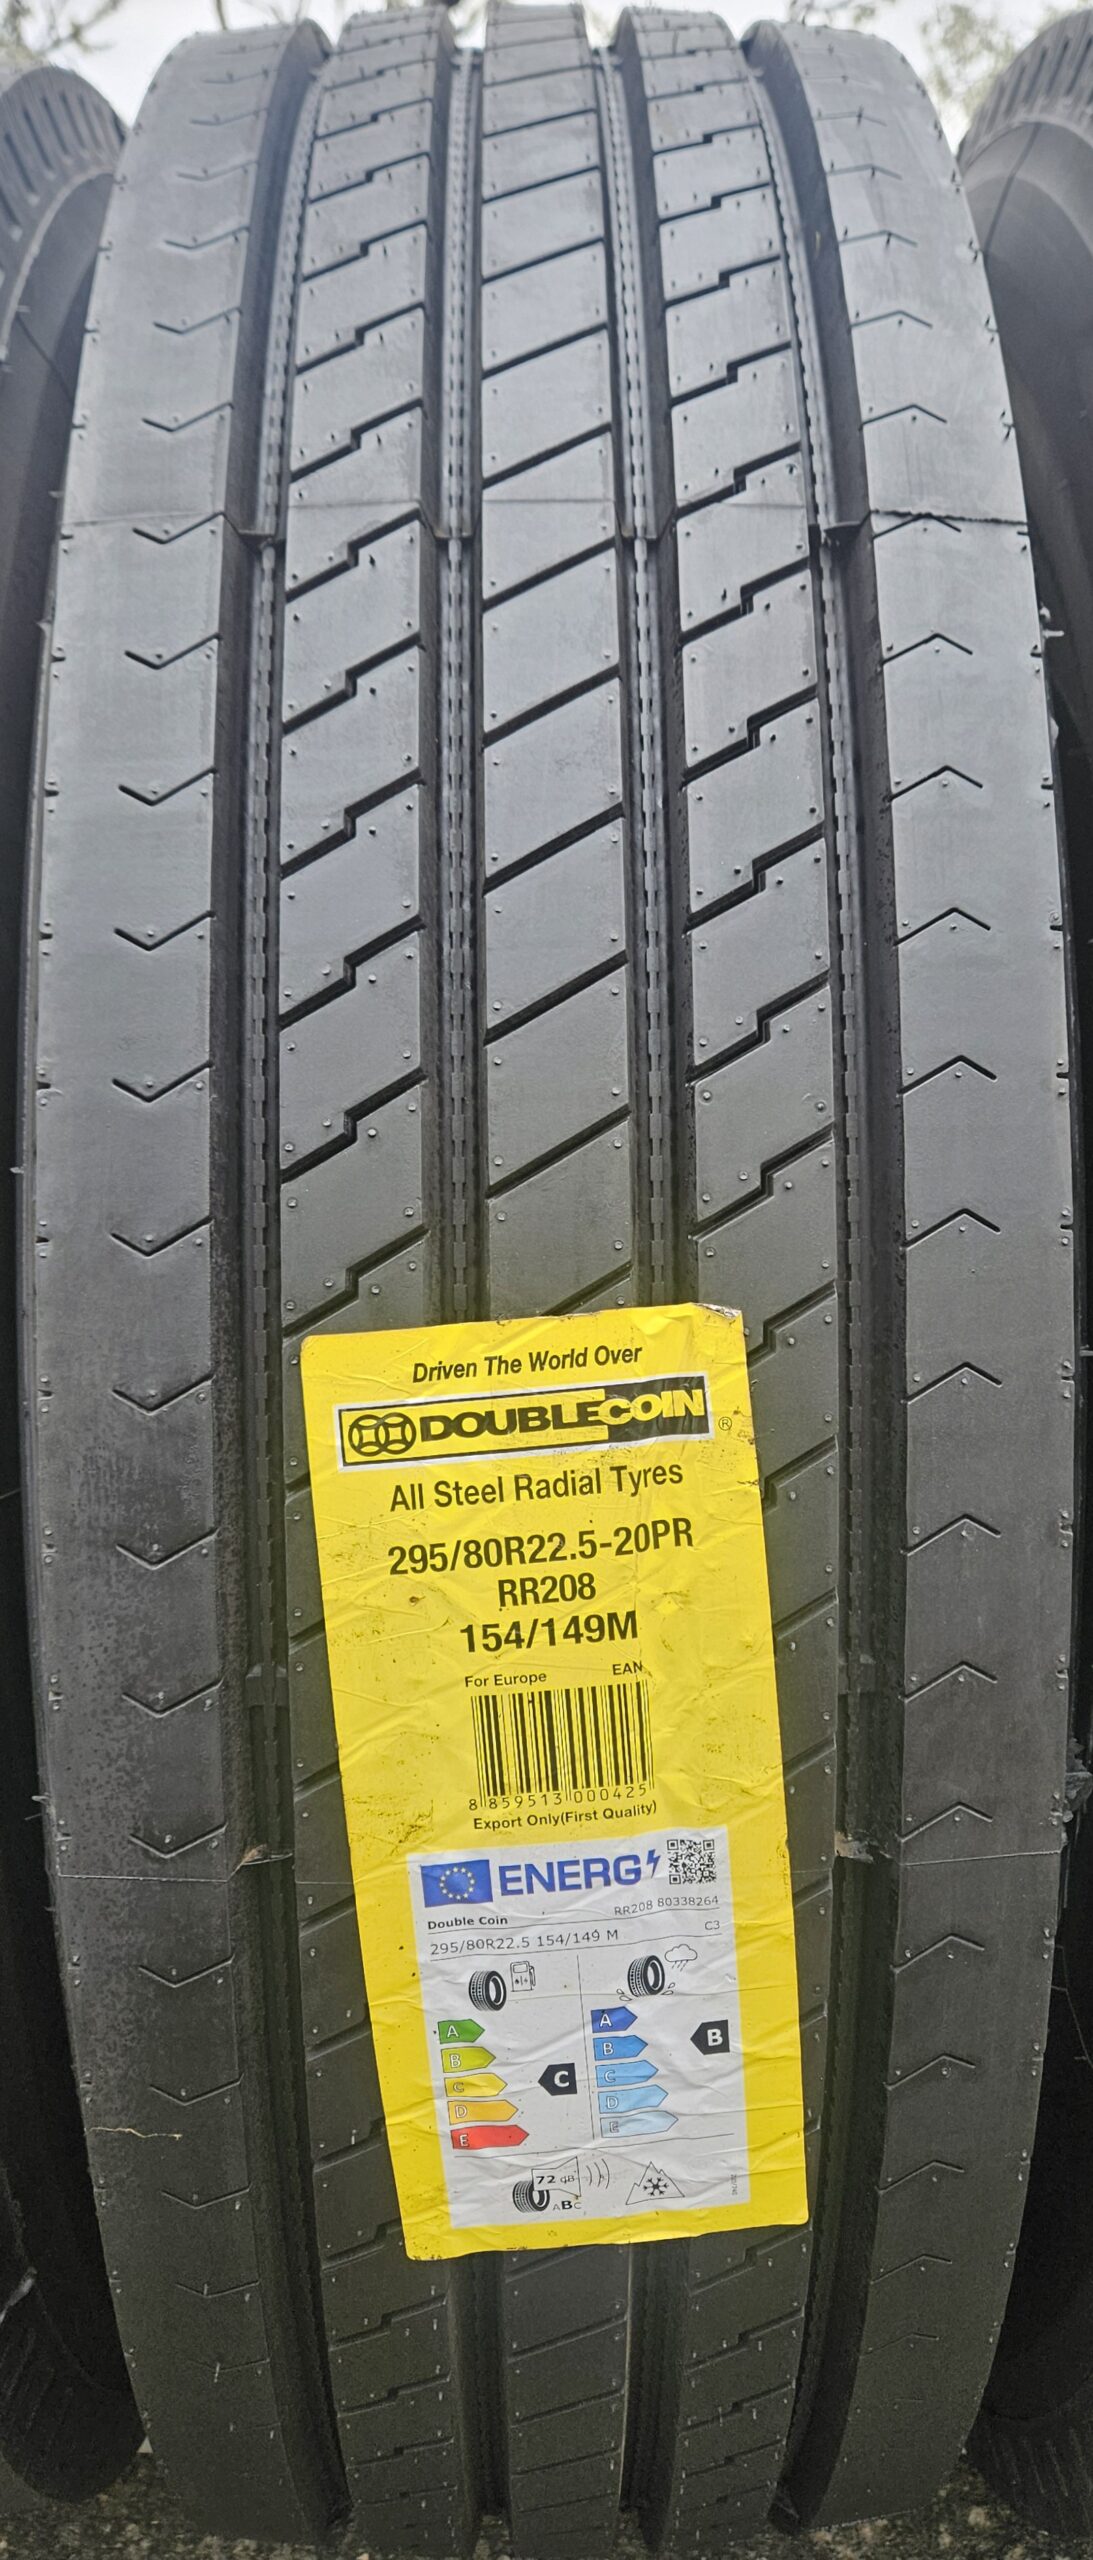 Driven The World Over
DOUBLECOIN ®
All Steel Radial Tyres
295/80R22.5-20PR
RR208
154/149M
For Europe EAN
8 859513 000425
Export Only(First Quality)
ENERG
Double Coin RR208 80338264
295/80R22.5 154/149 M C3
A A
B B B
C C C
D D
E E
72 dB
ABC